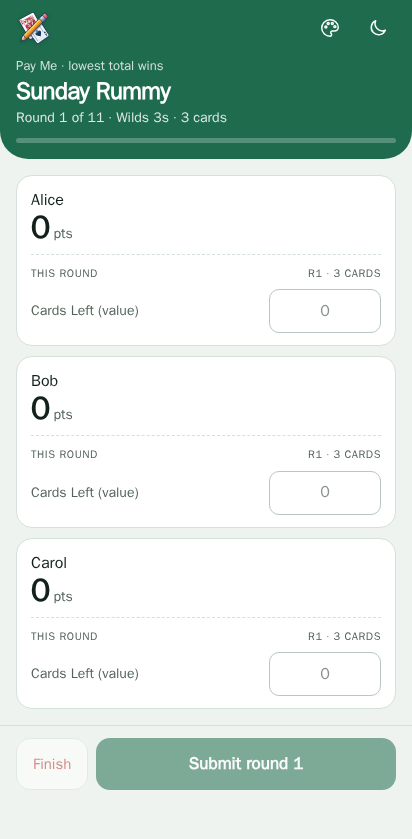 Pay Me · lowest total wins
Sunday Rummy
Round 1 of 11 · Wilds 3s · 3 cards
Alice
0 pts
THIS ROUND R1 · 3 CARDS
Cards Left (value) 0
Bob
0 pts
THIS ROUND R1 · 3 CARDS
Cards Left (value) 0
Carol
0 pts
THIS ROUND R1 · 3 CARDS
Cards Left (value) 0
Finish Submit round 1